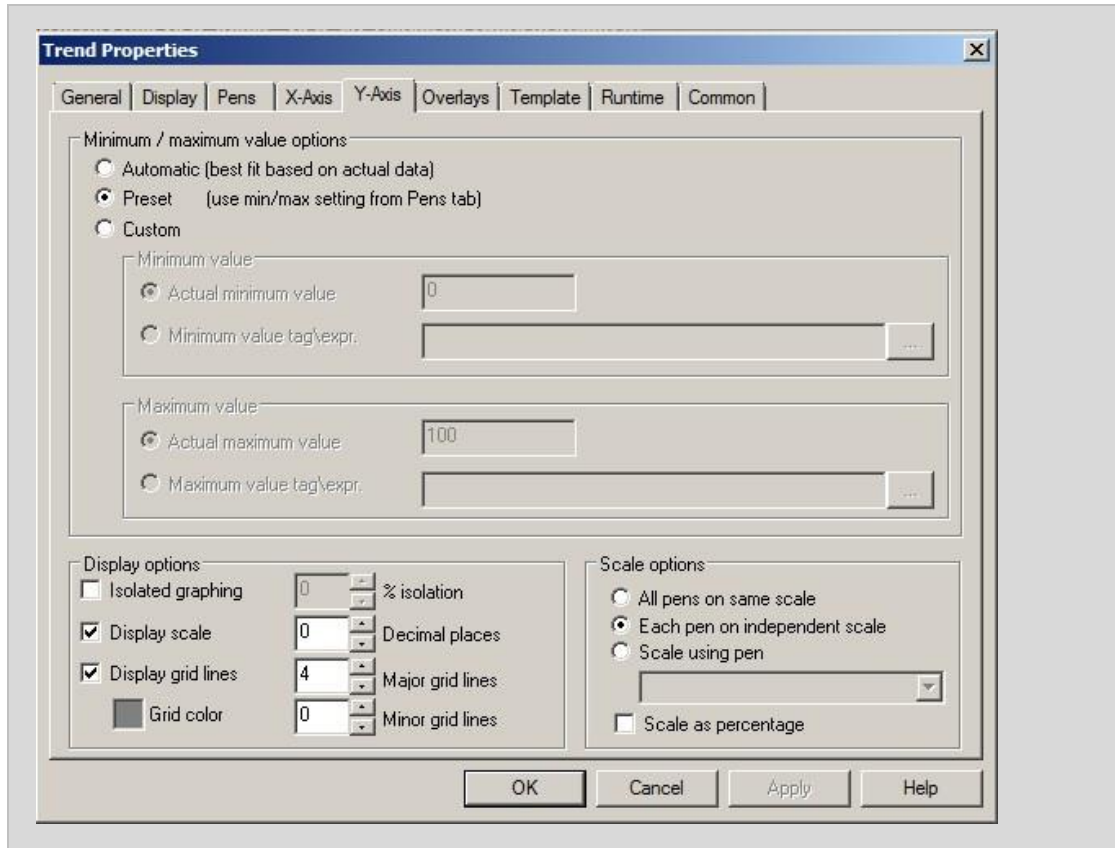 Trend Properties
General Display Pens X-Axis Y-Axis Overlays Template Runtime Common
Minimum / maximum value options
Automatic (best fit based on actual data)
Preset (use min/max setting from Pens tab)
Custom
Minimum value
Actual minimum value 0
Minimum value tag\expr. ...
Maximum value
Actual maximum value 100
Maximum value tag\expr. ...
Display options
Isolated graphing 0 % isolation
Display scale 0 Decimal places
Display grid lines 4 Major grid lines
Grid color 0 Minor grid lines
Scale options
All pens on same scale
Each pen on independent scale
Scale using pen
Scale as percentage
OK Cancel Apply Help